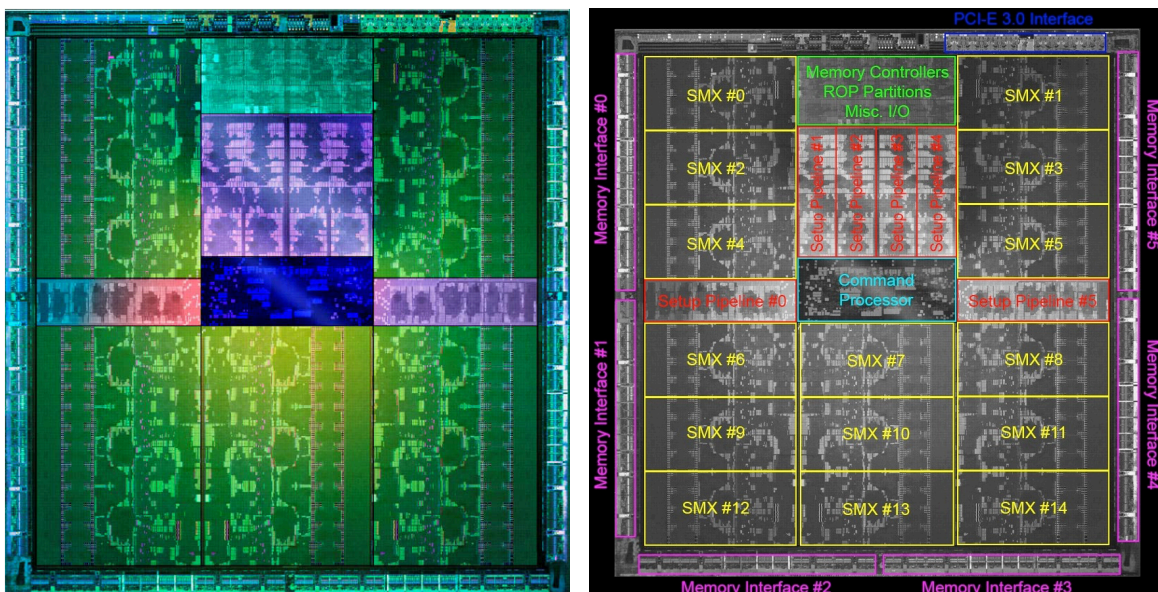 PCI-E 3.0 Interface
Memory Interface #0
Memory Interface #1
Memory Controllers
ROP Partitions
Misc. I/O
SMX #0
SMX #1
SMX #2
SMX #3
SMX #4
SMX #5
Setup Pipeline #1
Setup Pipeline #2
Setup Pipeline #3
Setup Pipeline #4
Memory Interface #5
Setup Pipeline #0
Command
Processor
Setup Pipeline #5
SMX #6
SMX #7
SMX #8
SMX #9
SMX #10
SMX #11
Memory Interface #4
SMX #12
SMX #13
SMX #14
Memory Interface #2
Memory Interface #3